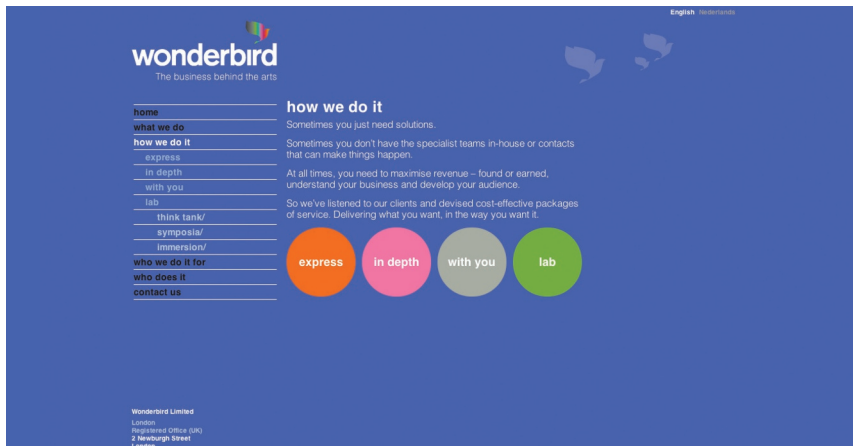 English Nederlands
wonderbird
The business behind the arts
home
what we do
how we do it
express
in depth
with you
lab
think tank/
symposia/
immersion/
who we do it for
who does it
contact us
how we do it
Sometimes you just need solutions.
Sometimes you don't have the specialist teams in-house or contacts
that can make things happen.
At all times, you need to maximise revenue – found or earned,
understand your business and develop your audience.
So we've listened to our clients and devised cost-effective packages
of service. Delivering what you want, in the way you want it.
express
in depth
with you
lab
Wonderbird Limited
London
Registered Office (UK)
2 Newburgh Street
London